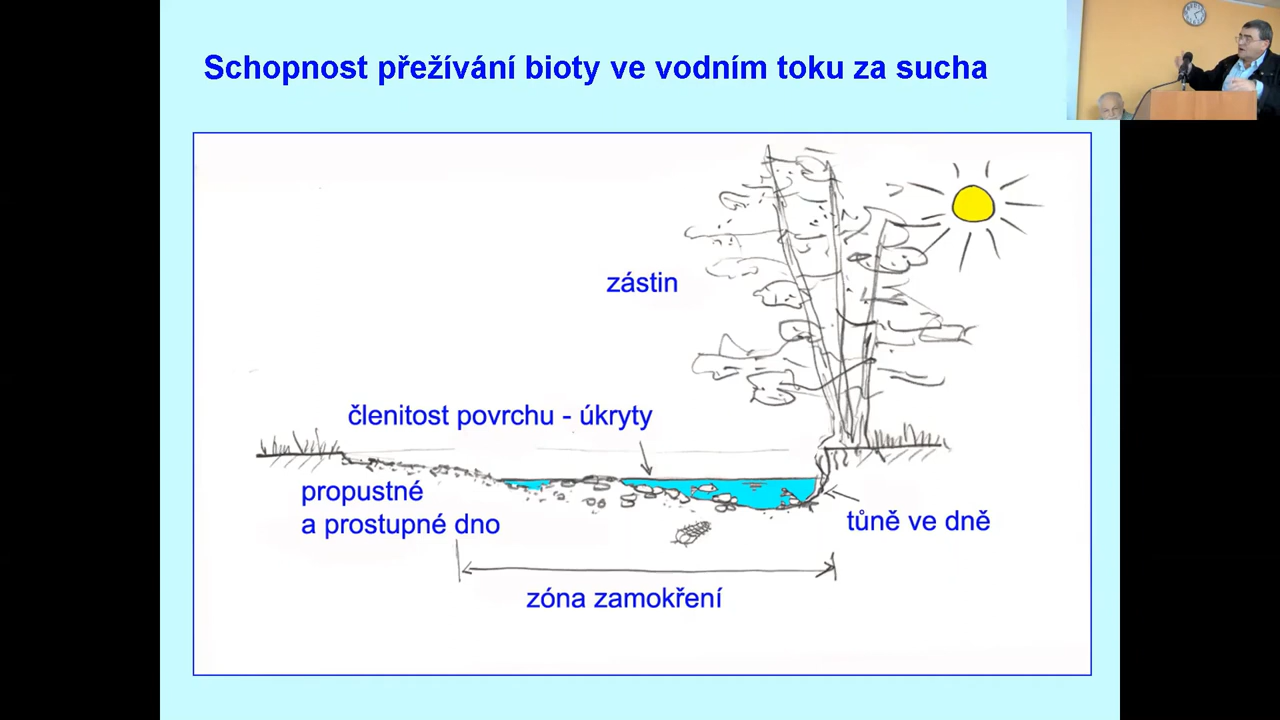 Schopnost přežívání bioty ve vodním toku za sucha
zástin
členitost povrchu - úkryty
propustné
a prostupné dno
tůně ve dně
zóna zamokření